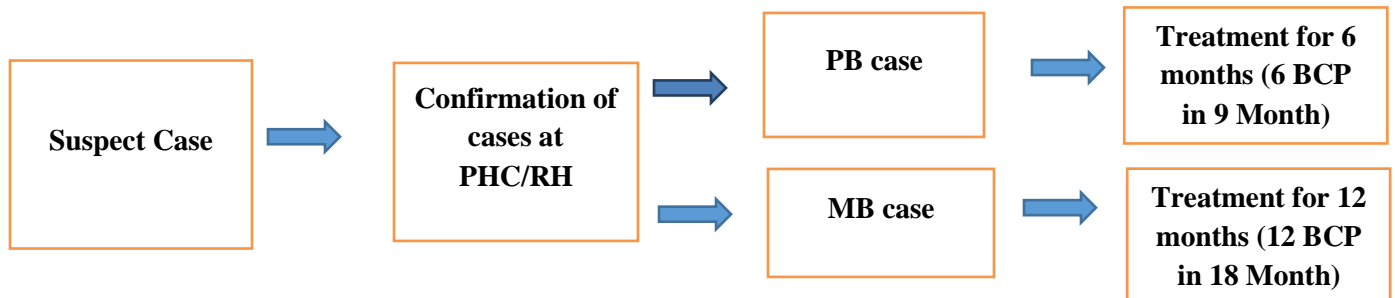 Suspect Case
Confirmation of
cases at
PHC/RH
PB case
Treatment for 6
months (6 BCP
in 9 Month)
MB case
Treatment for 12
months (12 BCP
in 18 Month)